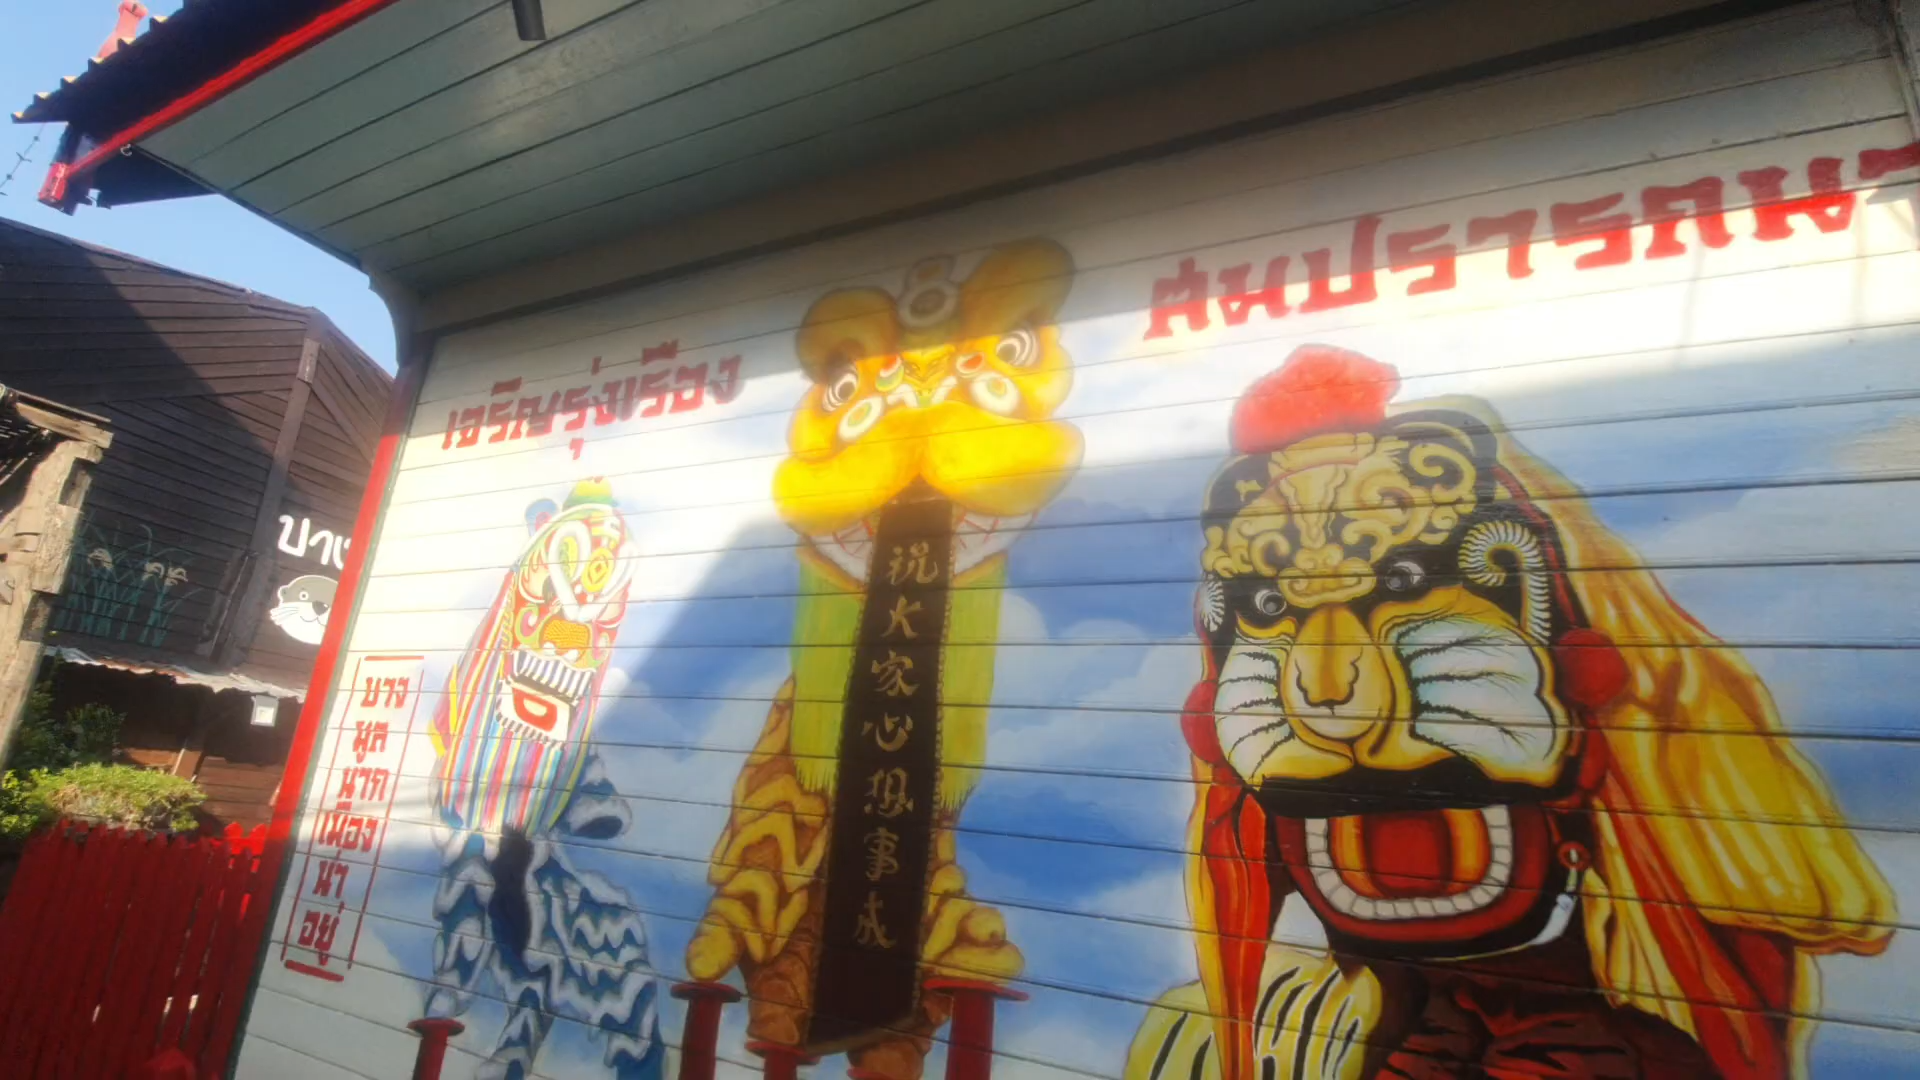 เจริญรุ่งเรือง
สมปรารถนา
祝
大
家
心
想
事
成
บาง
มูล
นาก
เมือง
น่า
อยู่
บาง